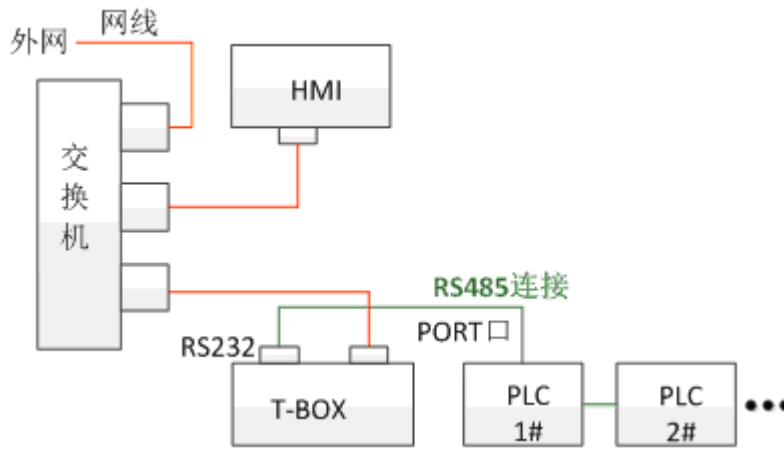 网线
外网
HMI
交
换
机
RS485连接
PORT口
RS232
T-BOX
PLC
1#
PLC
2#